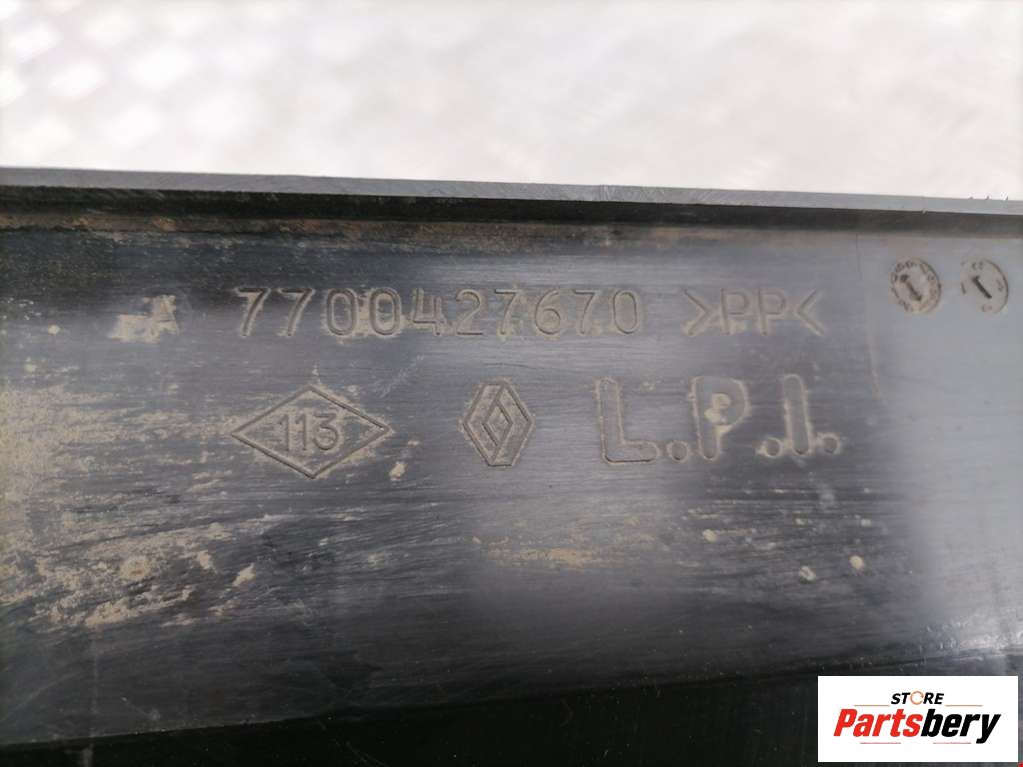 A 7700427670 >PP<
113 L.P.I.
STORE
Partsbery